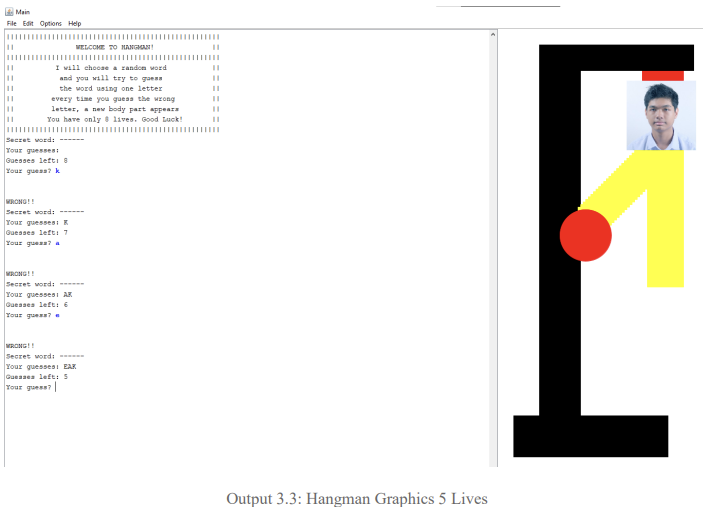 Main
File Edit Options Help
||||||||||||||||||||||||||||||||||||||||||||||||||||
|| WELCOME TO HANGMAN! ||
||||||||||||||||||||||||||||||||||||||||||||||||||||
|| I will choose a random word ||
|| and you will try to guess ||
|| the word using one letter ||
|| every time you guess the wrong ||
|| letter, a new body part appears ||
|| You have only 8 lives. Good Luck! ||
||||||||||||||||||||||||||||||||||||||||||||||||||||
Secret word: ------
Your guesses:
Guesses left: 8
Your guess? k
WRONG!!
Secret word: ------
Your guesses: K
Guesses left: 7
Your guess? a
WRONG!!
Secret word: ------
Your guesses: AK
Guesses left: 6
Your guess? e
WRONG!!
Secret word: ------
Your guesses: EAK
Guesses left: 5
Your guess?
Output 3.3: Hangman Graphics 5 Lives